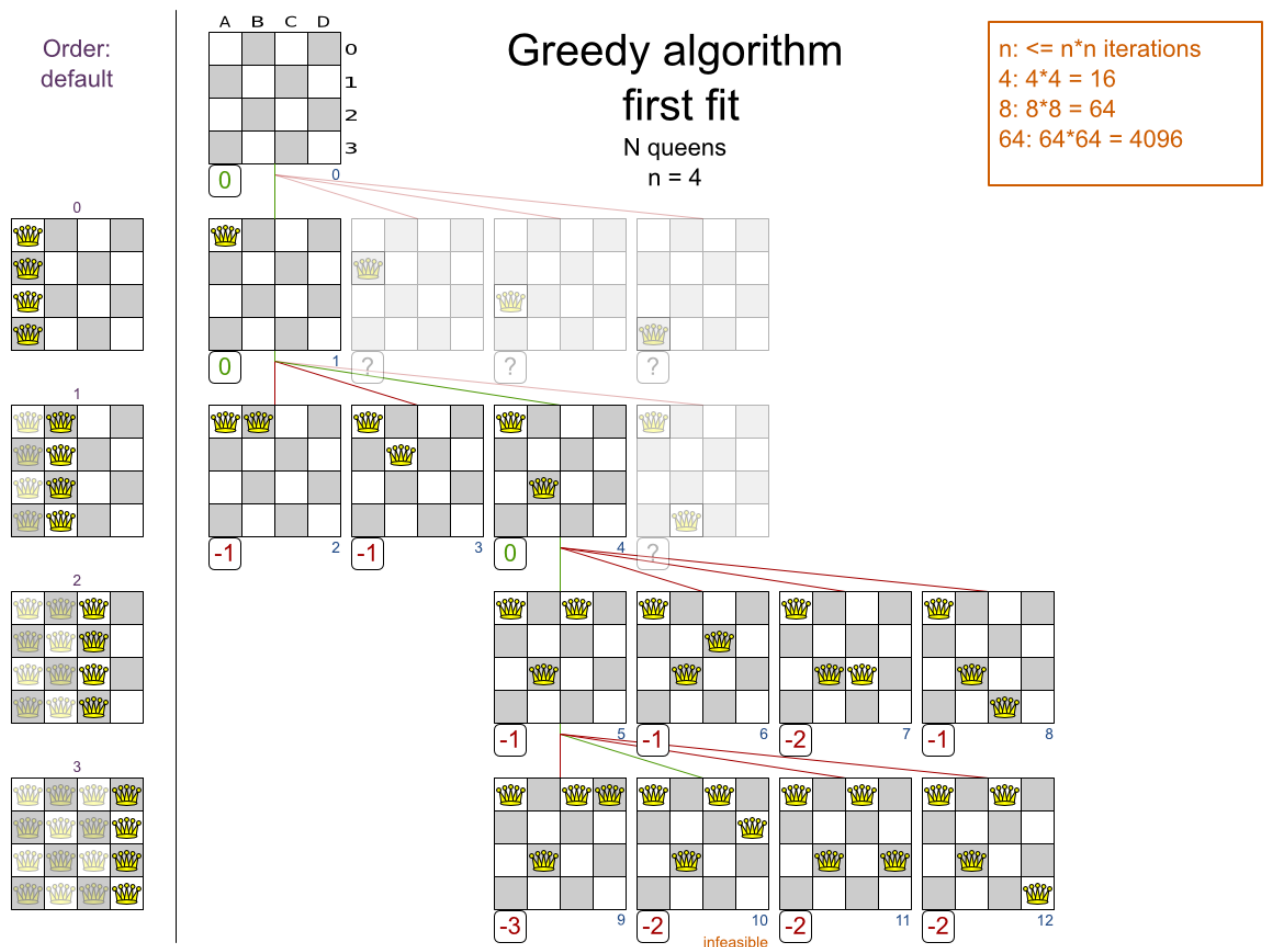 Order:
default
A B C D
0
1
2
3
Greedy algorithm
first fit
N queens
n = 4
n: <= n*n iterations
4: 4*4 = 16
8: 8*8 = 64
64: 64*64 = 4096
0 0
0
0 1 ? ? ?
1
-1 2 -1 3 0 4 ?
2
-1 5 -1 6 -2 7 -1 8
3
-3 9 -2 10 -2 11 -2 12
infeasible